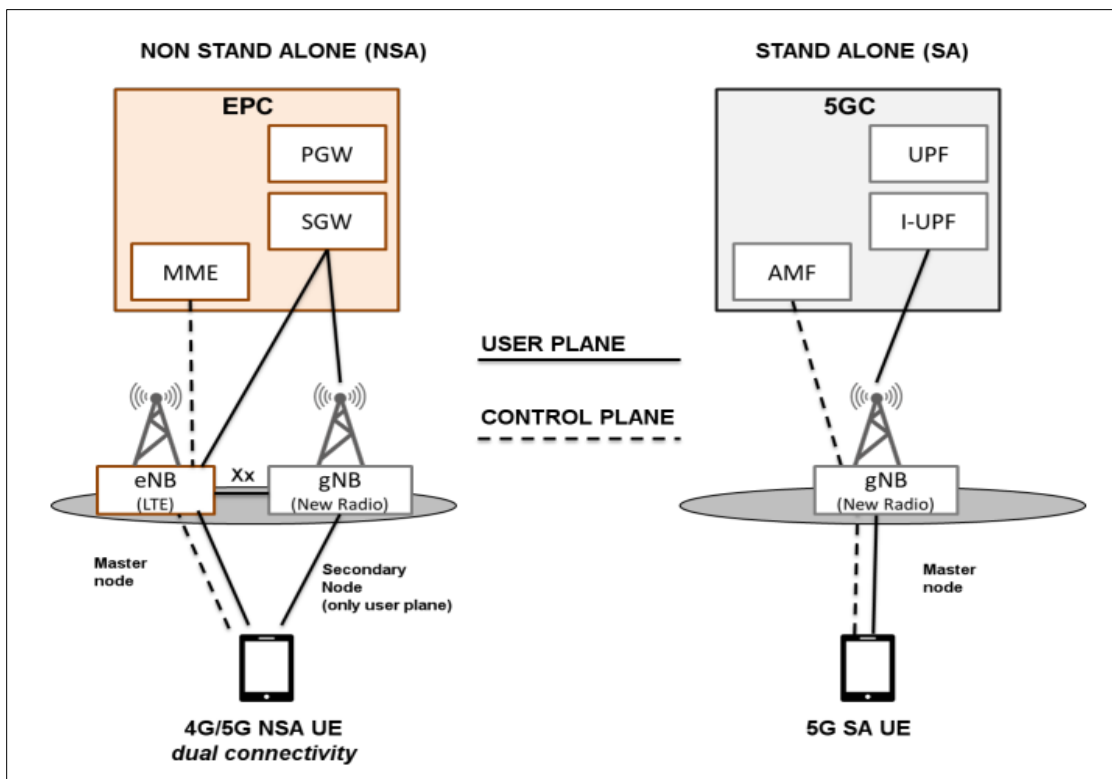 NON STAND ALONE (NSA)
EPC
PGW
SGW
MME
eNB
(LTE)
Xx
gNB
(New Radio)
Master
node
Secondary
Node
(only user plane)
4G/5G NSA UE
dual connectivity
USER PLANE
CONTROL PLANE
STAND ALONE (SA)
5GC
UPF
I-UPF
AMF
gNB
(New Radio)
Master
node
5G SA UE